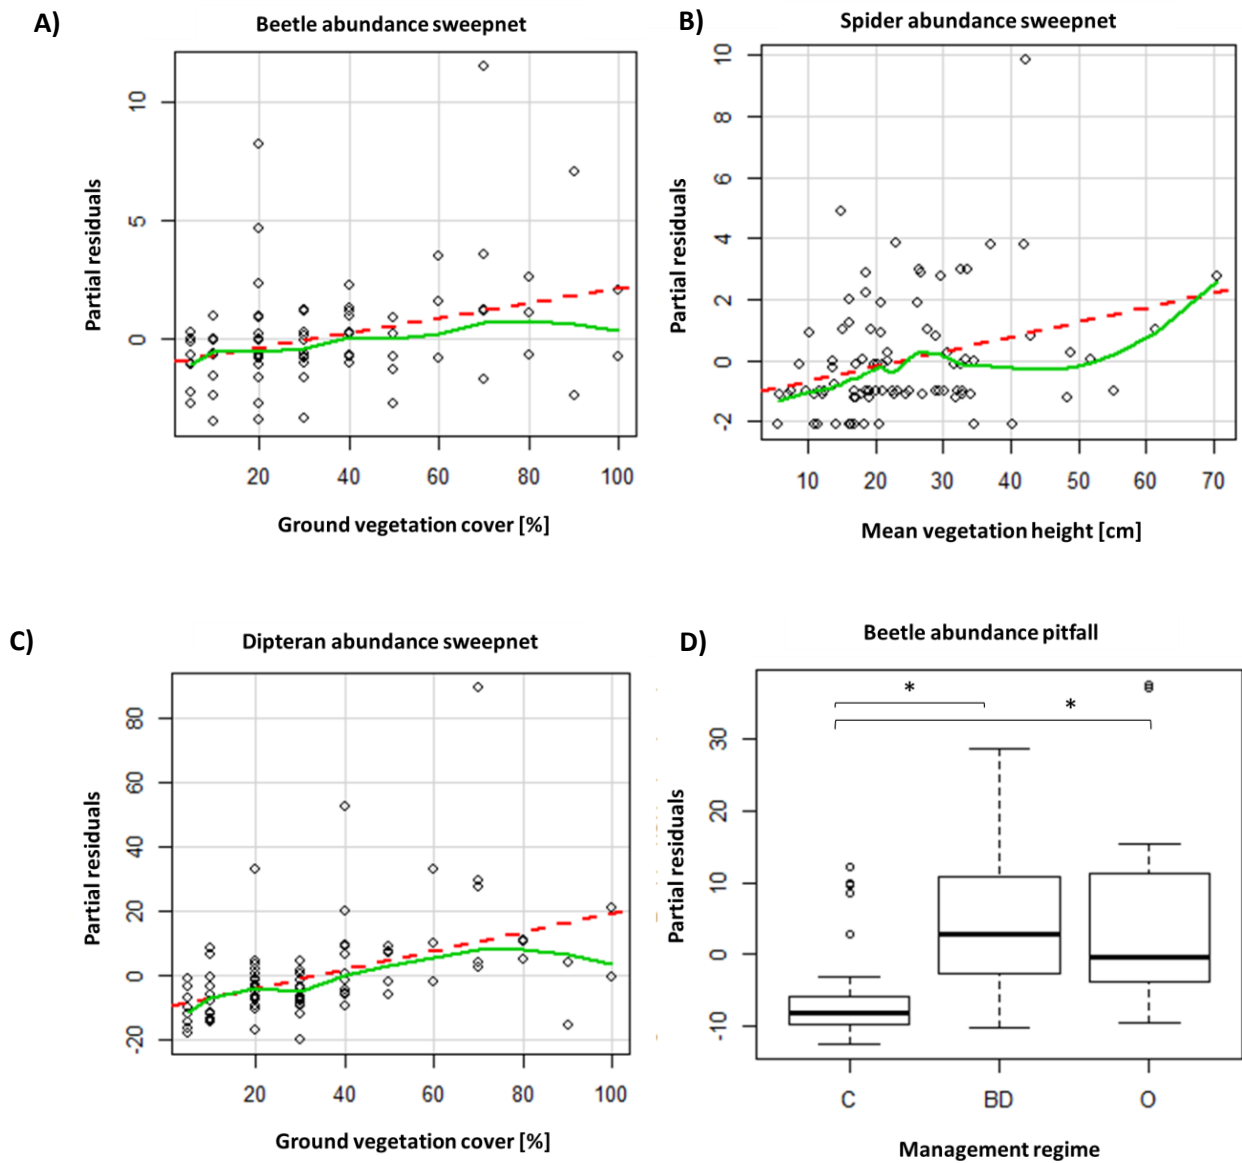 A)
Beetle abundance sweepnet
Partial residuals
10
5
0
20 40 60 80 100
Ground vegetation cover [%]
B)
Spider abundance sweepnet
Partial residuals
10
8
6
4
2
0
-2
10 20 30 40 50 60 70
Mean vegetation height [cm]
C)
Dipteran abundance sweepnet
Partial residuals
80
60
40
20
0
-20
20 40 60 80 100
Ground vegetation cover [%]
D)
Beetle abundance pitfall
Partial residuals
30
20
10
0
-10
* *
C BD O
Management regime